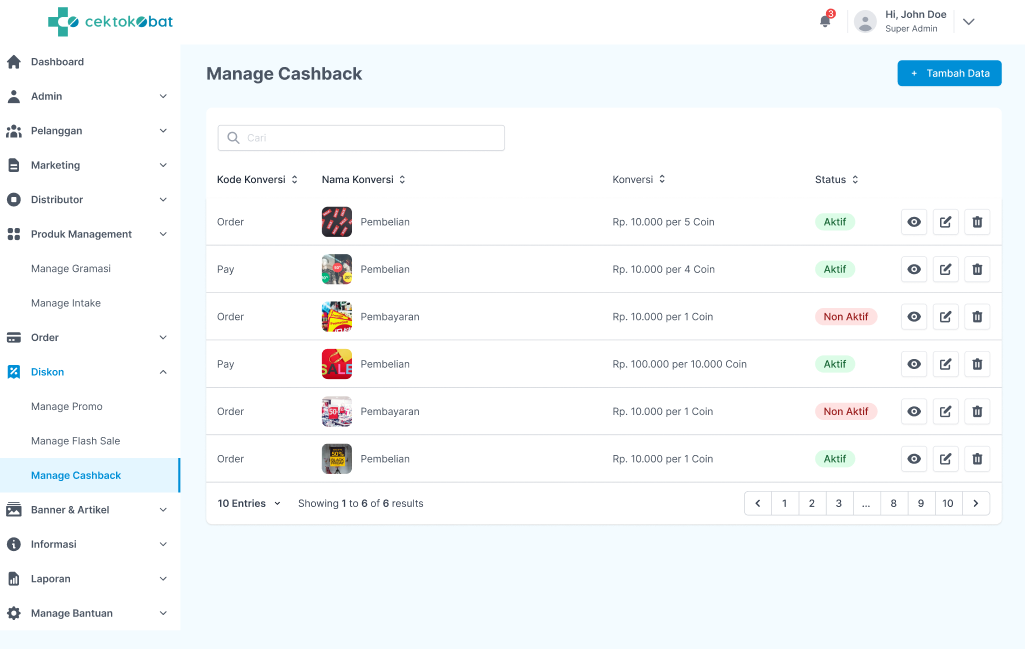 cektokobat
3
Hi, John Doe
Super Admin
Dashboard
Admin
Pelanggan
Marketing
Distributor
Produk Management
Manage Gramasi
Manage Intake
Order
Diskon
Manage Promo
Manage Flash Sale
Manage Cashback
Banner & Artikel
Informasi
Laporan
Manage Bantuan
Manage Cashback
+ Tambah Data
Cari
Kode Konversi Nama Konversi Konversi Status
Order Pembelian Rp. 10.000 per 5 Coin Aktif
Pay Pembelian Rp. 10.000 per 4 Coin Aktif
Order Pembayaran Rp. 10.000 per 1 Coin Non Aktif
Pay SALE Pembelian Rp. 100.000 per 10.000 Coin Aktif
Order Pembayaran Rp. 10.000 per 1 Coin Non Aktif
Order 50% Pembelian Rp. 10.000 per 1 Coin Aktif
10 Entries Showing 1 to 6 of 6 results 1 2 3 ... 8 9 10